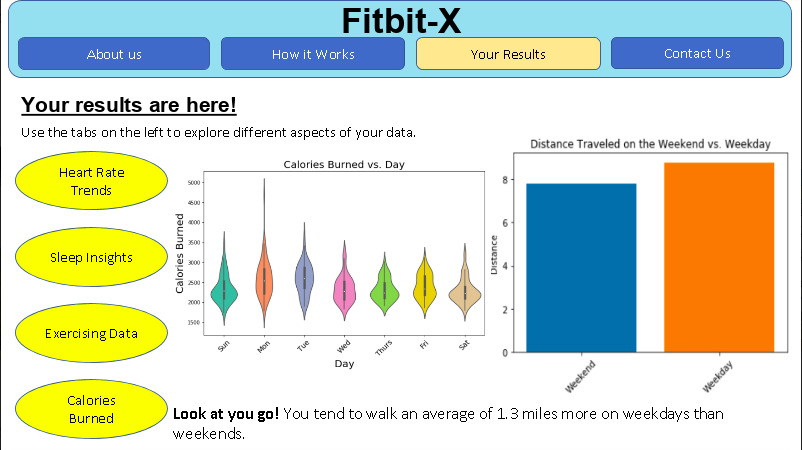 Fitbit-X
About us
How it Works
Your Results
Contact Us
Your results are here!
Use the tabs on the left to explore different aspects of your data.
Heart Rate
Trends
Sleep Insights
Exercising Data
Calories
Burned
Calories Burned vs. Day
Calories Burned
5000
4500
4000
3500
3000
2500
2000
1500
Sun
Mon
Tue
Wed
Thurs
Fri
Sat
Day
Distance Traveled on the Weekend vs. Weekday
Distance
8
6
4
2
0
Weekend
Weekday
Look at you go! You tend to walk an average of 1.3 miles more on weekdays than
weekends.